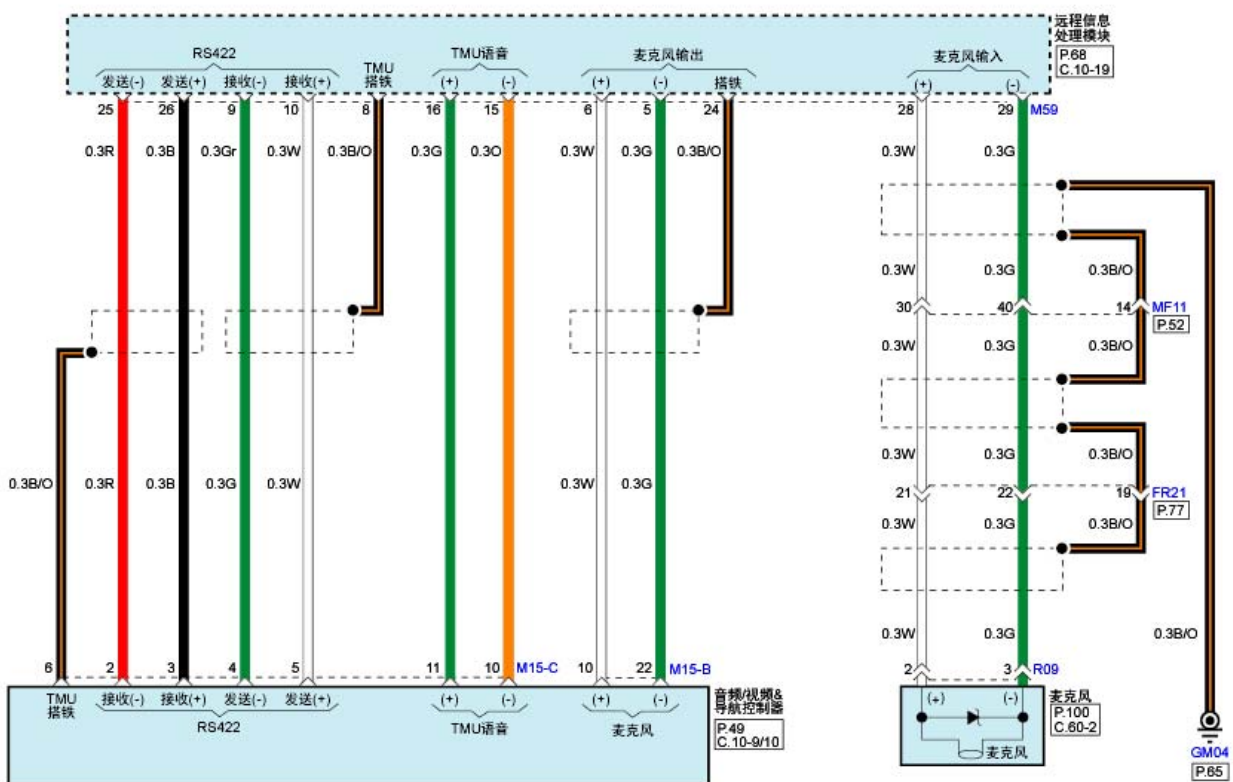 远程信息
处理模块
P.68
C.10-19
RS422 TMU语音 麦克风输出 麦克风输入
发送(-) 发送(+) 接收(-) 接收(+) TMU
搭铁 (+) (-) (+) (-) 搭铁 (+) (-)
25 26 9 10 8 16 15 6 5 24 28 29 M59
0.3R 0.3B 0.3Gr 0.3W 0.3B/O 0.3G 0.3O 0.3W 0.3G 0.3B/O 0.3W 0.3G
0.3W 0.3G 0.3B/O
30 40 14 MF11
P.52
0.3W 0.3G 0.3B/O
0.3W 0.3G 0.3B/O
0.3B/O 0.3R 0.3B 0.3G 0.3W 0.3W 0.3G
21 22 19 FR21
P.77
0.3W 0.3G 0.3B/O
0.3W 0.3G 0.3B/O
6 2 3 4 5 11 10 M15-C 10 22 M15-B 2 3 R09
TMU
搭铁 接收(-) 接收(+) 发送(-) 发送(+) (+) (-) (+) (-)
RS422 TMU语音 麦克风
音频/视频&
导航控制器
P.49
C.10-9/10
(+) (-)
麦克风
麦克风
P.100
C.60-2
GM04
P.65